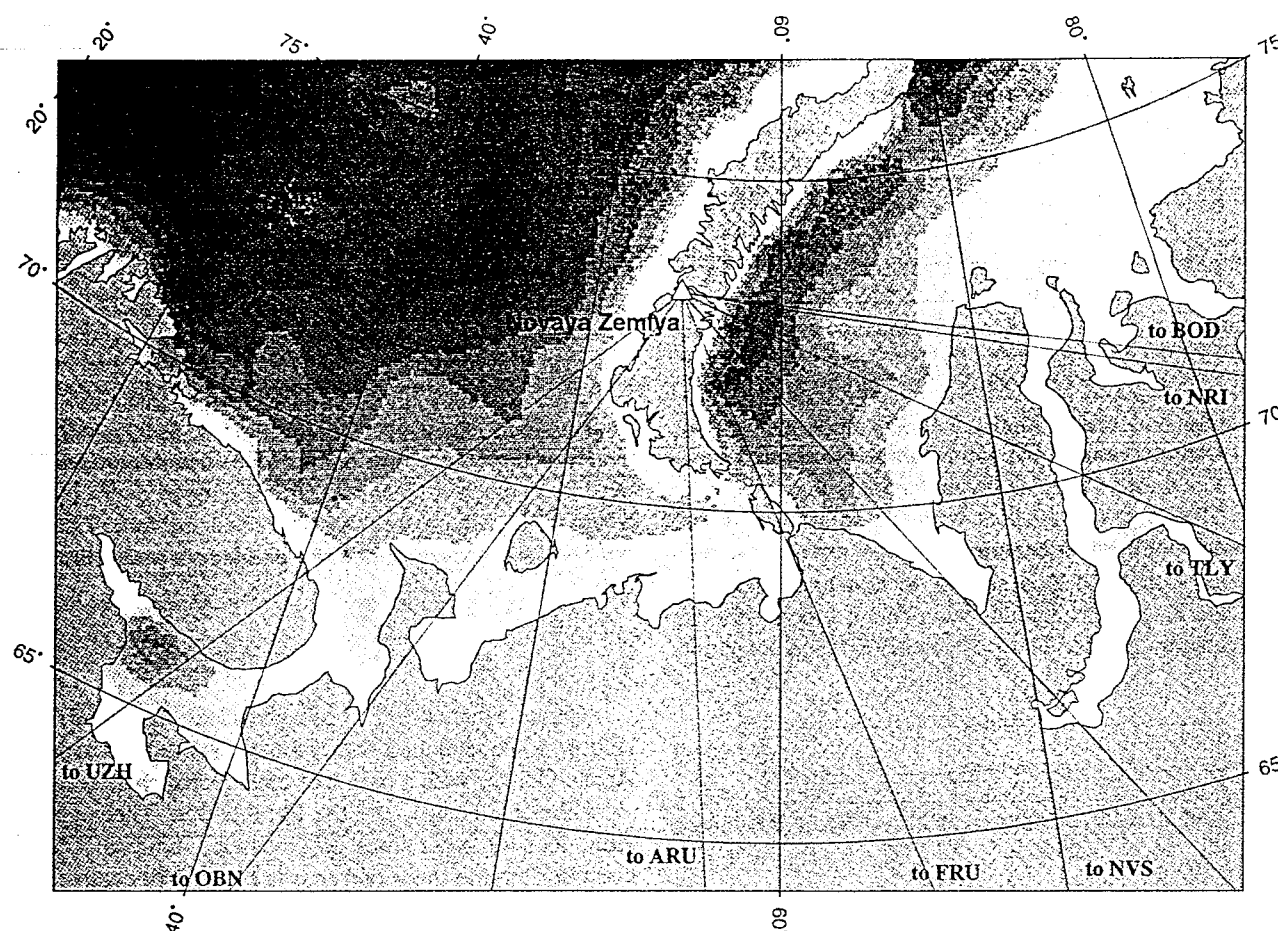 20°
75°
40°
60
80°
75
20°
70°
Novaya Zemlya
to BOD
to NRI
70
to TLY
65°
to UZH
65
to ARU
to OBN
to FRU
to NVS
40°
60